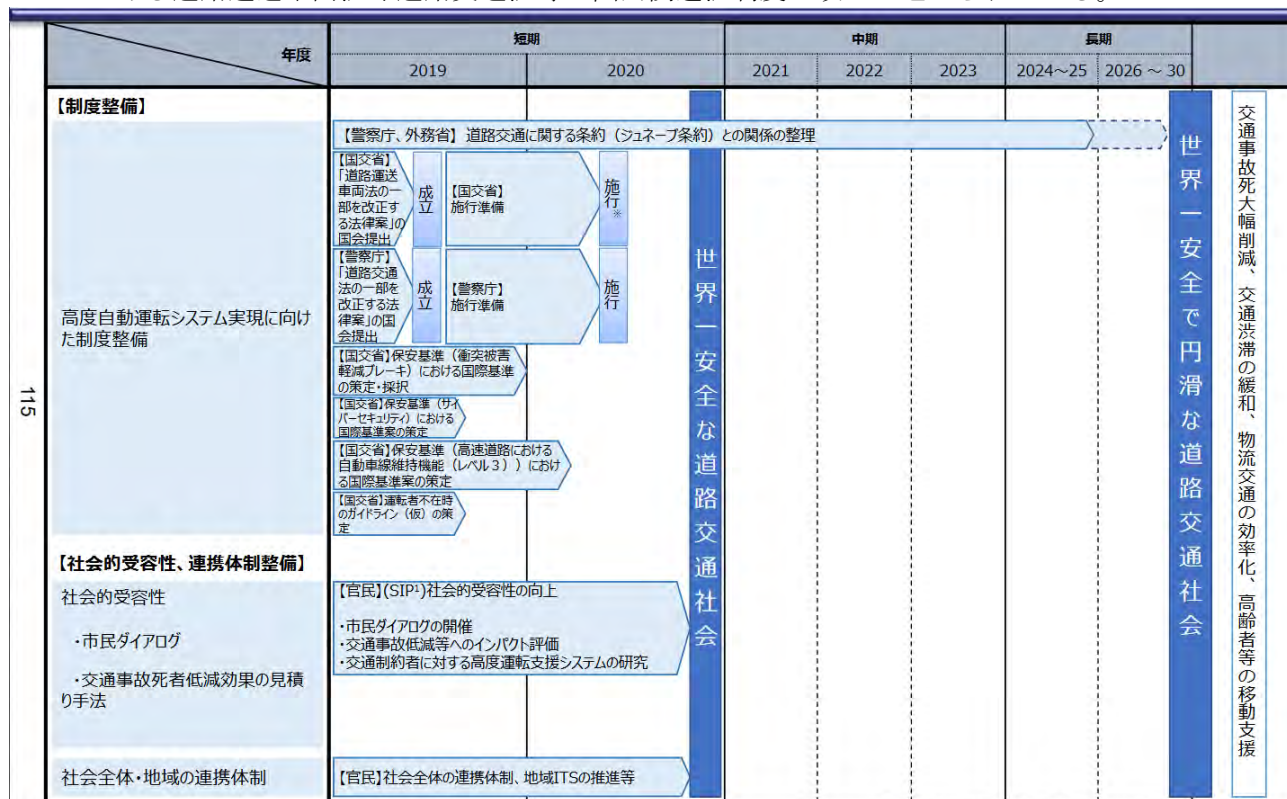 年度
短期
中期
長期
2019
2020
2021
2022
2023
2024～25
2026 ～ 30
【制度整備】
高度自動運転システム実現に向け
た制度整備
【警察庁、外務省】 道路交通に関する条約（ジュネーブ条約）との関係の整理
【国交省】
「道路運送
車両法の一
部を改正す
る法律案」の
国会提出
成立
【国交省】
施行準備
施行※
【警察庁】
「道路交通
法の一部を
改正する法
律案」の国
会提出
成立
【警察庁】
施行準備
施行
【国交省】保安基準（衝突被害
軽減ブレーキ）における国際基準
の策定・採択
【国交省】保安基準（サイ
バーセキュリティ）における
国際基準案の策定
【国交省】保安基準（高速道路における
自動車線維持機能（レベル３））におけ
る国際基準案の策定
【国交省】運転者不在時
のガイドライン（仮）の策
定
【社会的受容性、連携体制整備】
社会的受容性
・市民ダイアログ
・交通事故死者低減効果の見積
り手法
【官民】(SIP¹)社会的受容性の向上
・市民ダイアログの開催
・交通事故低減等へのインパクト評価
・交通制約者に対する高度運転支援システムの研究
社会全体・地域の連携体制
【官民】社会全体の連携体制、地域ITSの推進等
世界一安全な道路交通社会
世界一安全で円滑な道路交通社会
交通事故死大幅削減、交通渋滞の緩和、物流交通の効率化、高齢者等の移動支援
115